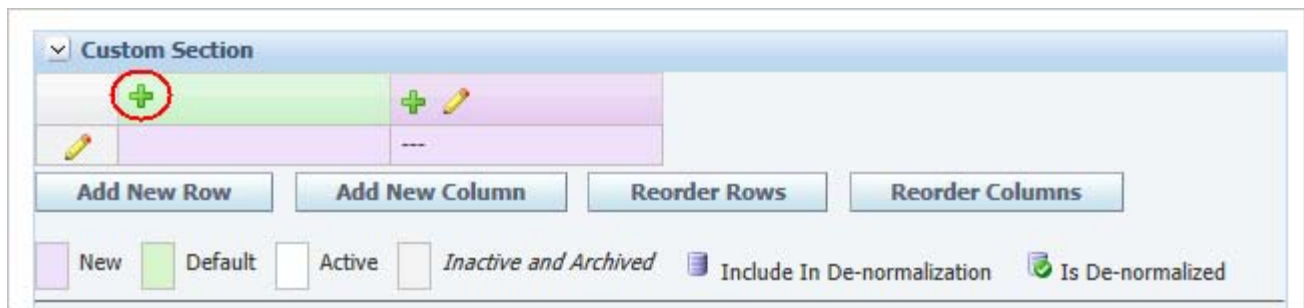 Custom Section
---
Add New Row Add New Column Reorder Rows Reorder Columns
New Default Active Inactive and Archived Include In De-normalization Is De-normalized